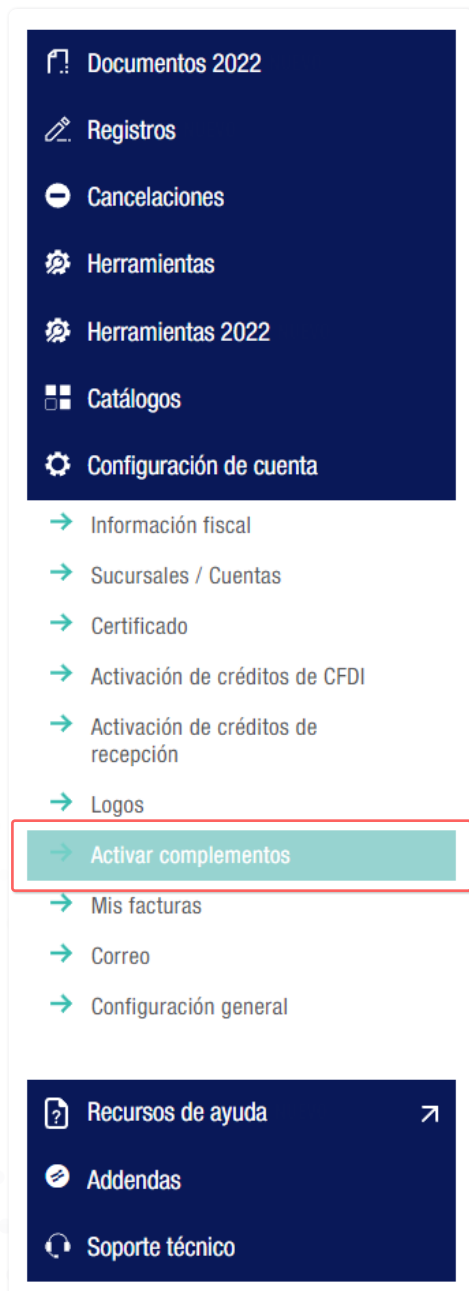 Documentos 2022
Registros
Cancelaciones
Herramientas
Herramientas 2022
Catálogos
Configuración de cuenta
Información fiscal
Sucursales / Cuentas
Certificado
Activación de créditos de CFDI
Activación de créditos de
recepción
Logos
Activar complementos
Mis facturas
Correo
Configuración general
Recursos de ayuda
Addendas
Soporte técnico